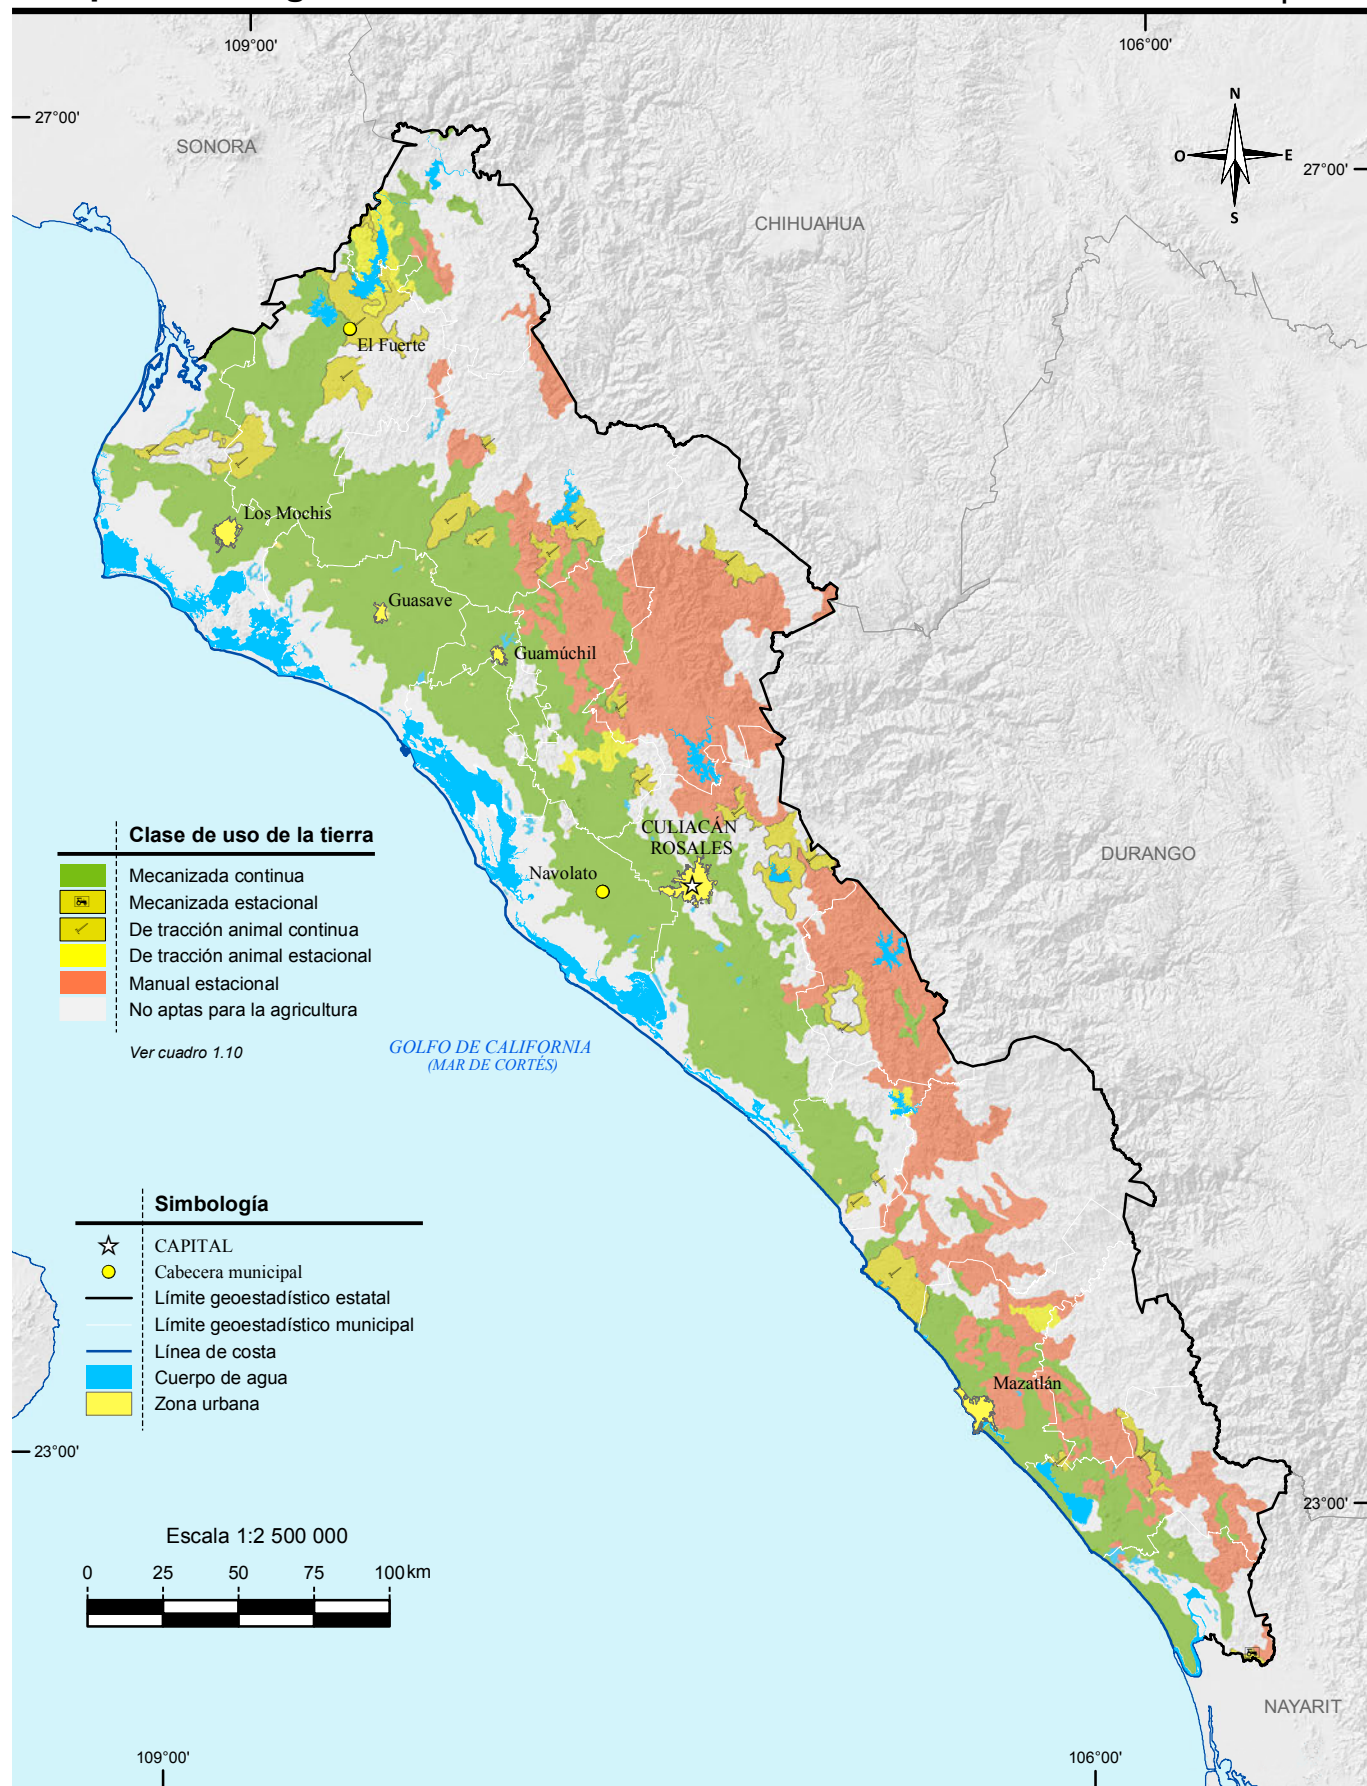 109°00'
106°00'
27°00'
SONORA
N
O
E
S
27°00'
CHIHUAHUA
El Fuerte
Los Mochis
Guasave
Guamúchil
CULIACÁN
ROSALES
Navolato
DURANGO
Clase de uso de la tierra
Mecanizada continua
Mecanizada estacional
De tracción animal continua
De tracción animal estacional
Manual estacional
No aptas para la agricultura
Ver cuadro 1.10
GOLFO DE CALIFORNIA
(MAR DE CORTÉS)
Simbología
CAPITAL
Cabecera municipal
Límite geoestadístico estatal
Límite geoestadístico municipal
Línea de costa
Cuerpo de agua
Zona urbana
Mazatlán
23°00'
23°00'
Escala 1:2 500 000
0 25 50 75 100 km
NAYARIT
109°00'
106°00'